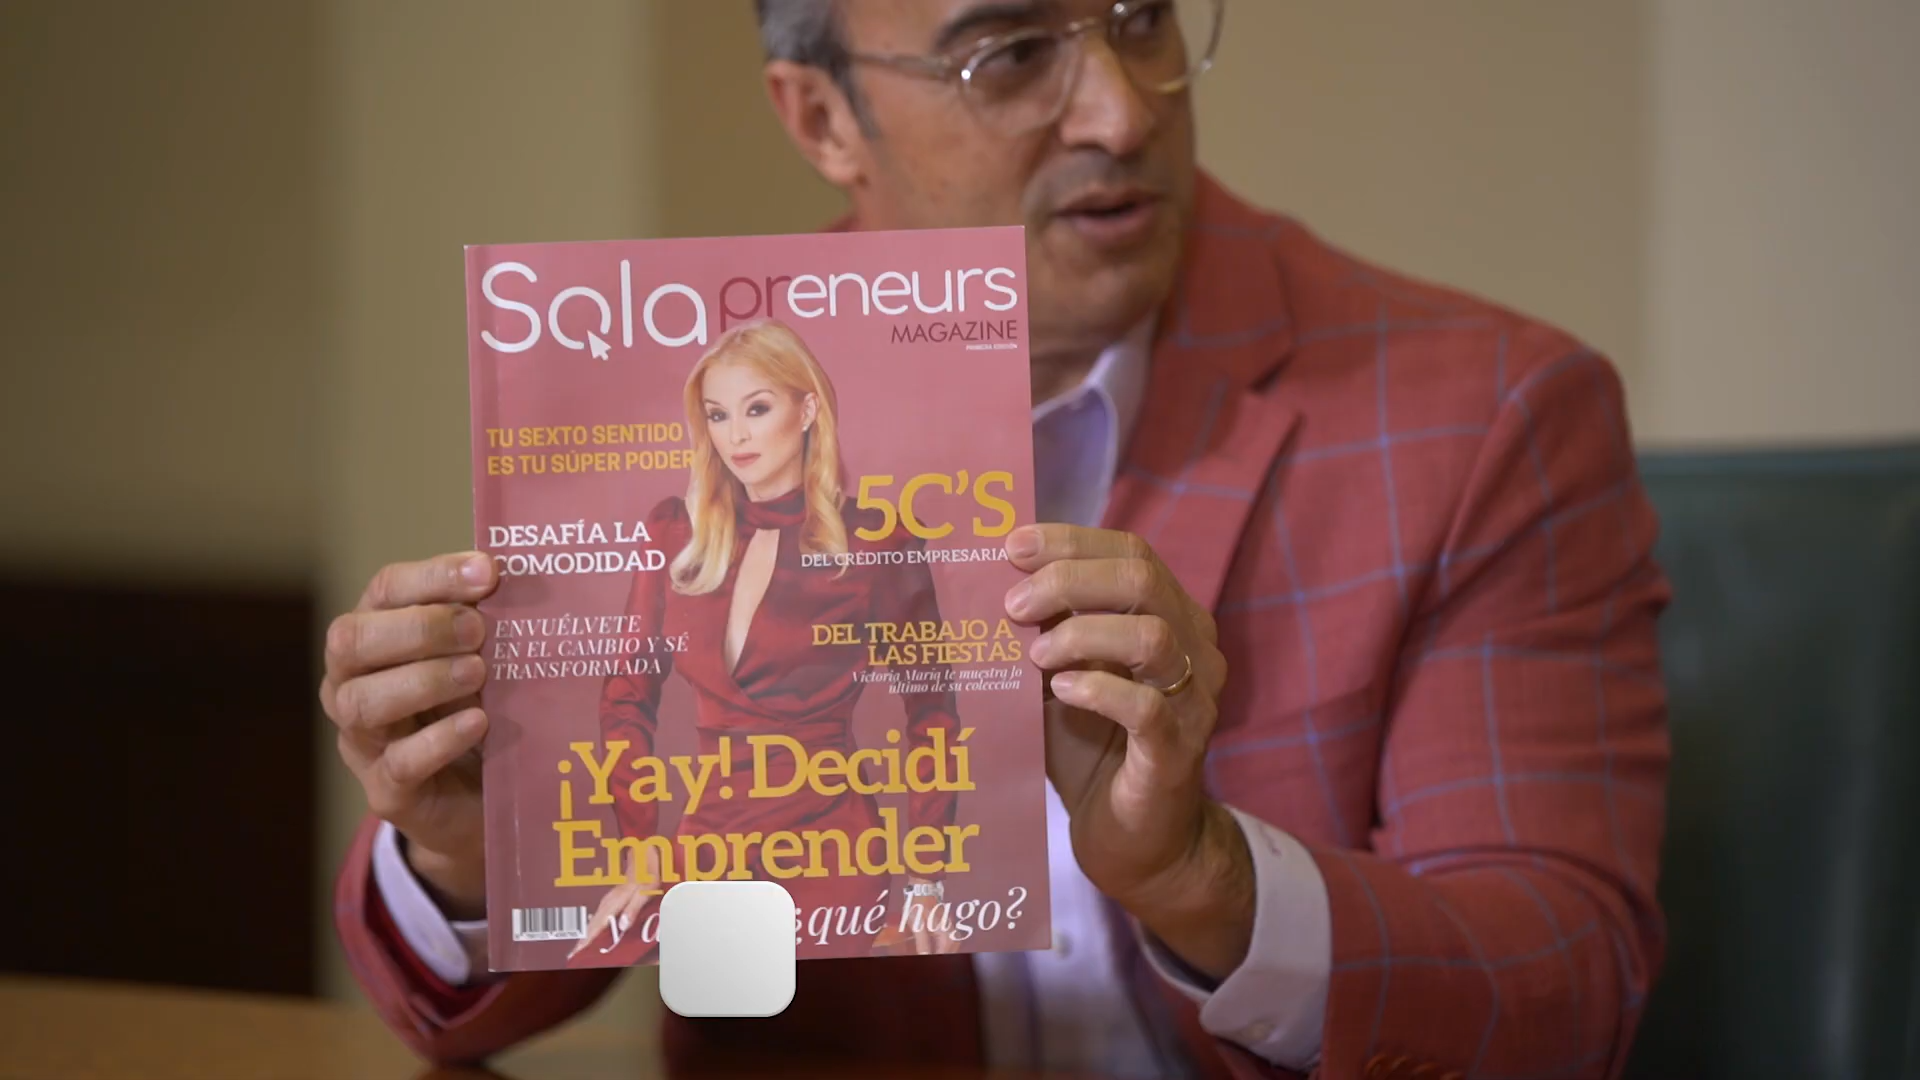 Sola preneurs
MAGAZINE
TU SEXTO SENTIDO
ES TU SÚPER PODER
5C'S
DEL CRÉDITO EMPRESARIA
DESAFÍA LA
COMODIDAD
ENVUÉLVETE
EN EL CAMBIO Y SÉ
TRANSFORMADA
DEL TRABAJO A
LAS FIESTAS
Victoria María te muestra lo
último de su colección
¡Yay! Decidí
Emprender
y ¿qué hago?